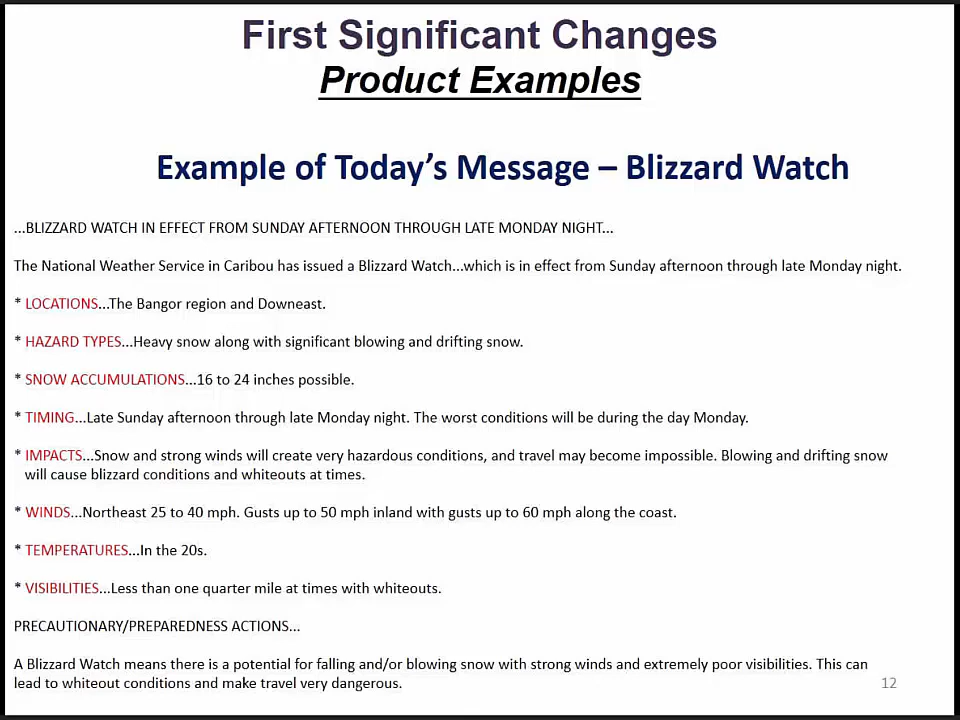 First Significant Changes
Product Examples
Example of Today’s Message – Blizzard Watch
...BLIZZARD WATCH IN EFFECT FROM SUNDAY AFTERNOON THROUGH LATE MONDAY NIGHT...
The National Weather Service in Caribou has issued a Blizzard Watch...which is in effect from Sunday afternoon through late Monday night.
* LOCATIONS...The Bangor region and Downeast.
* HAZARD TYPES...Heavy snow along with significant blowing and drifting snow.
* SNOW ACCUMULATIONS...16 to 24 inches possible.
* TIMING...Late Sunday afternoon through late Monday night. The worst conditions will be during the day Monday.
* IMPACTS...Snow and strong winds will create very hazardous conditions, and travel may become impossible. Blowing and drifting snow
will cause blizzard conditions and whiteouts at times.
* WINDS...Northeast 25 to 40 mph. Gusts up to 50 mph inland with gusts up to 60 mph along the coast.
* TEMPERATURES...In the 20s.
* VISIBILITIES...Less than one quarter mile at times with whiteouts.
PRECAUTIONARY/PREPAREDNESS ACTIONS...
A Blizzard Watch means there is a potential for falling and/or blowing snow with strong winds and extremely poor visibilities. This can
lead to whiteout conditions and make travel very dangerous.
12